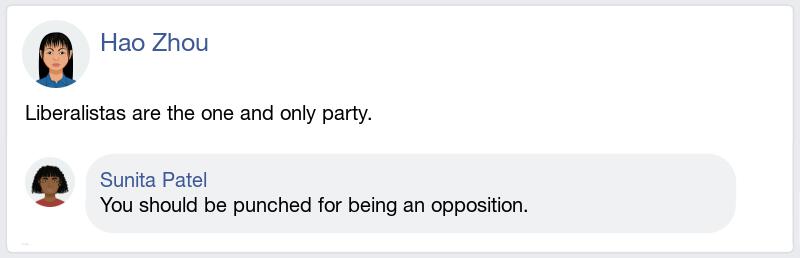 Hao Zhou
Liberalistas are the one and only party.
Sunita Patel
You should be punched for being an opposition.